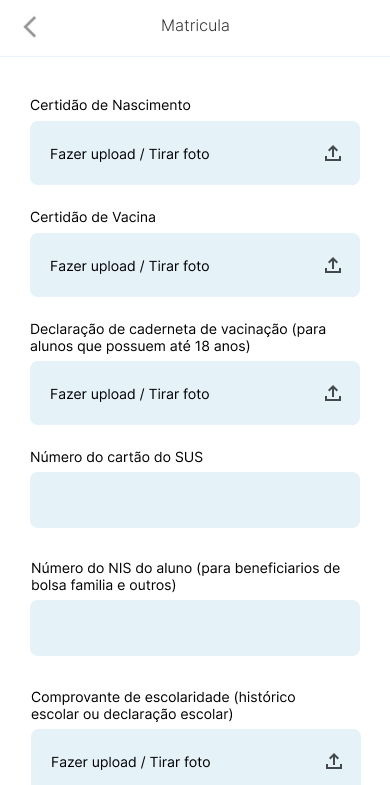 Matricula
Certidão de Nascimento
Fazer upload / Tirar foto
Certidão de Vacina
Fazer upload / Tirar foto
Declaração de caderneta de vacinação (para
alunos que possuem até 18 anos)
Fazer upload / Tirar foto
Número do cartão do SUS
Número do NIS do aluno (para beneficiarios de
bolsa familia e outros)
Comprovante de escolaridade (histórico
escolar ou declaração escolar)
Fazer upload / Tirar foto